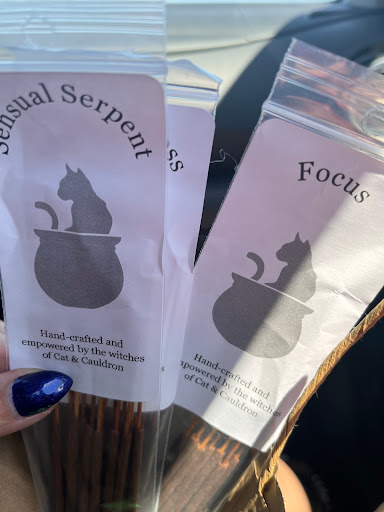 Sensual Serpent
Hand-crafted and
empowered by the witches
of Cat & Cauldron
Focus
Hand-crafted and
empowered by the witches
of Cat & Cauldron